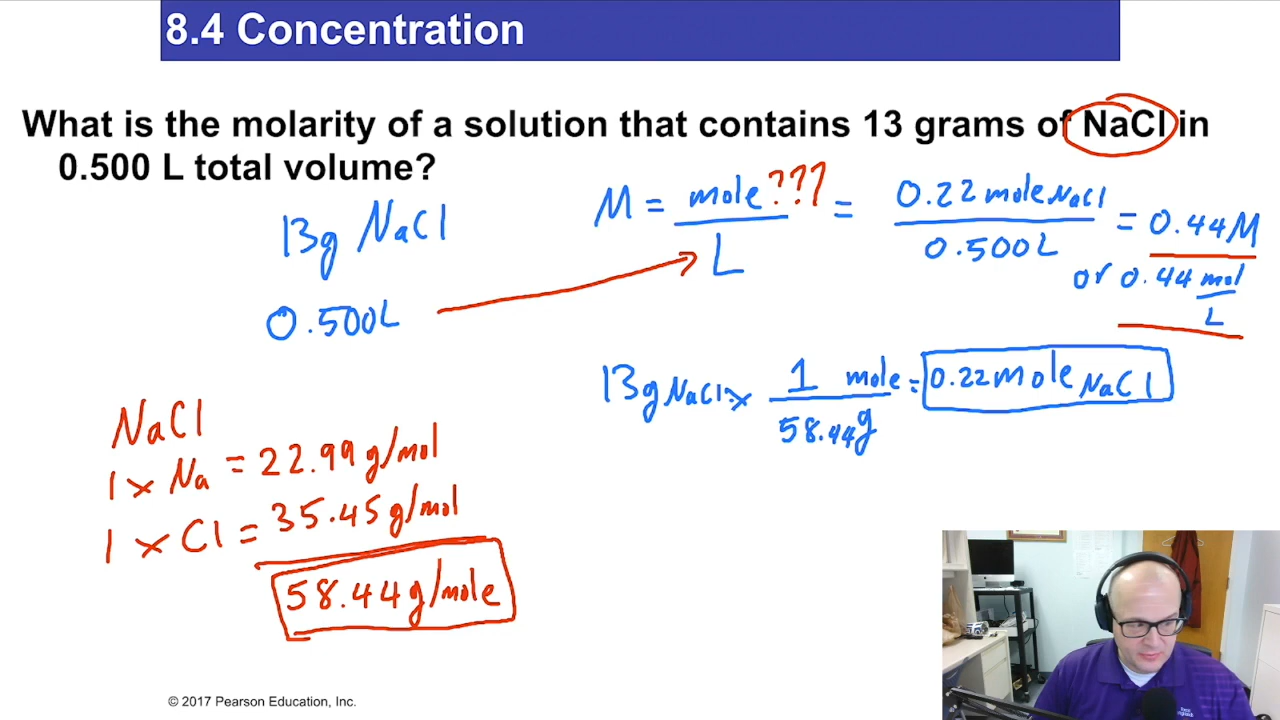 8.4 Concentration
What is the molarity of a solution that contains 13 grams of NaCl in
0.500 L total volume?
13g NaCl
0.500L
M = mole??? / L = 0.22 mole NaCl / 0.500L = 0.44M
or 0.44 mol / L
13g NaCl x 1 mole / 58.44g = 0.22 mole NaCl
NaCl
1 x Na = 22.99 g/mol
1 x Cl = 35.45 g/mol
58.44 g/mole
© 2017 Pearson Education, Inc.